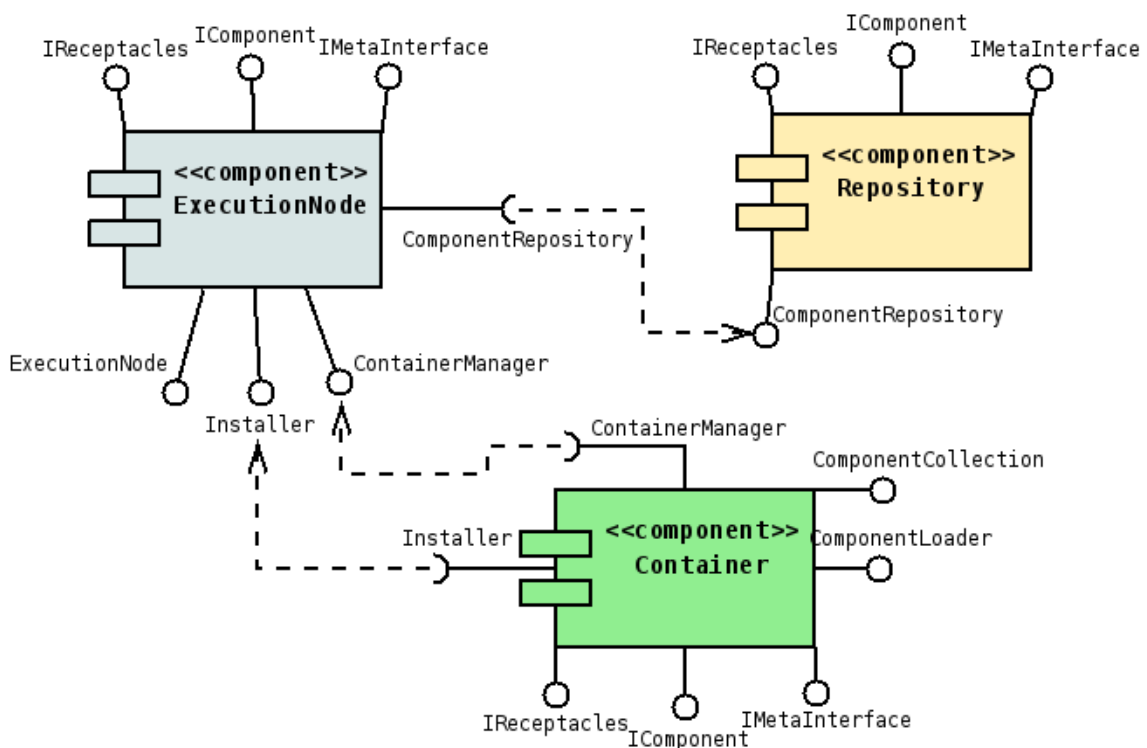 IComponent
IReceptacles
IMetaInterface
<<component>>
ExecutionNode
ComponentRepository
ExecutionNode
Installer
ContainerManager
IComponent
IReceptacles
IMetaInterface
<<component>>
Repository
ComponentRepository
ContainerManager
ComponentCollection
Installer
<<component>>
Container
ComponentLoader
IReceptacles
IComponent
IMetaInterface